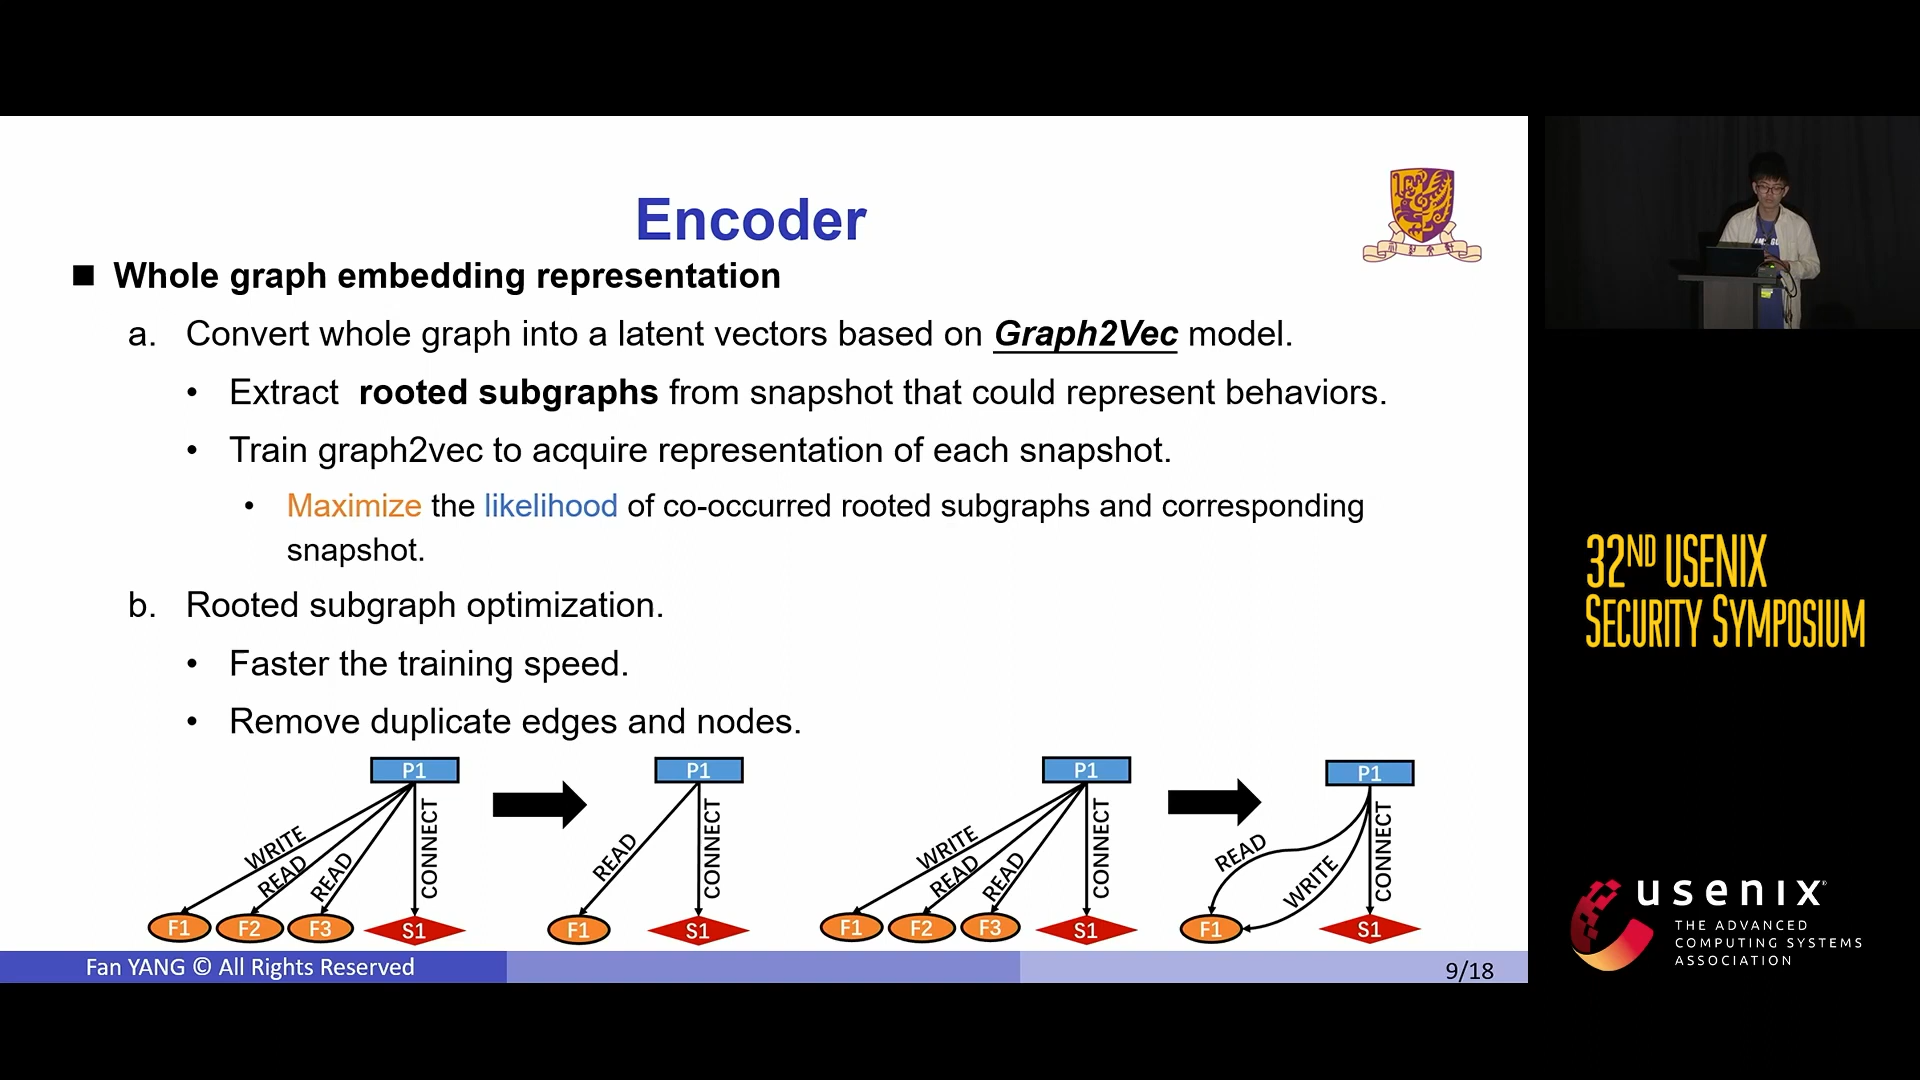 Encoder
■ Whole graph embedding representation
a. Convert whole graph into a latent vectors based on Graph2Vec model.
• Extract rooted subgraphs from snapshot that could represent behaviors.
• Train graph2vec to acquire representation of each snapshot.
• Maximize the likelihood of co-occurred rooted subgraphs and corresponding
snapshot.
b. Rooted subgraph optimization.
• Faster the training speed.
• Remove duplicate edges and nodes.
P1
WRITE
READ
READ
CONNECT
F1
F2
F3
S1
P1
READ
CONNECT
F1
S1
P1
WRITE
READ
READ
CONNECT
F1
F2
F3
S1
P1
READ
WRITE
CONNECT
F1
S1
Fan YANG © All Rights Reserved
9/18
32ND USENIX
SECURITY SYMPOSIUM
usenix®
THE ADVANCED
COMPUTING SYSTEMS
ASSOCIATION